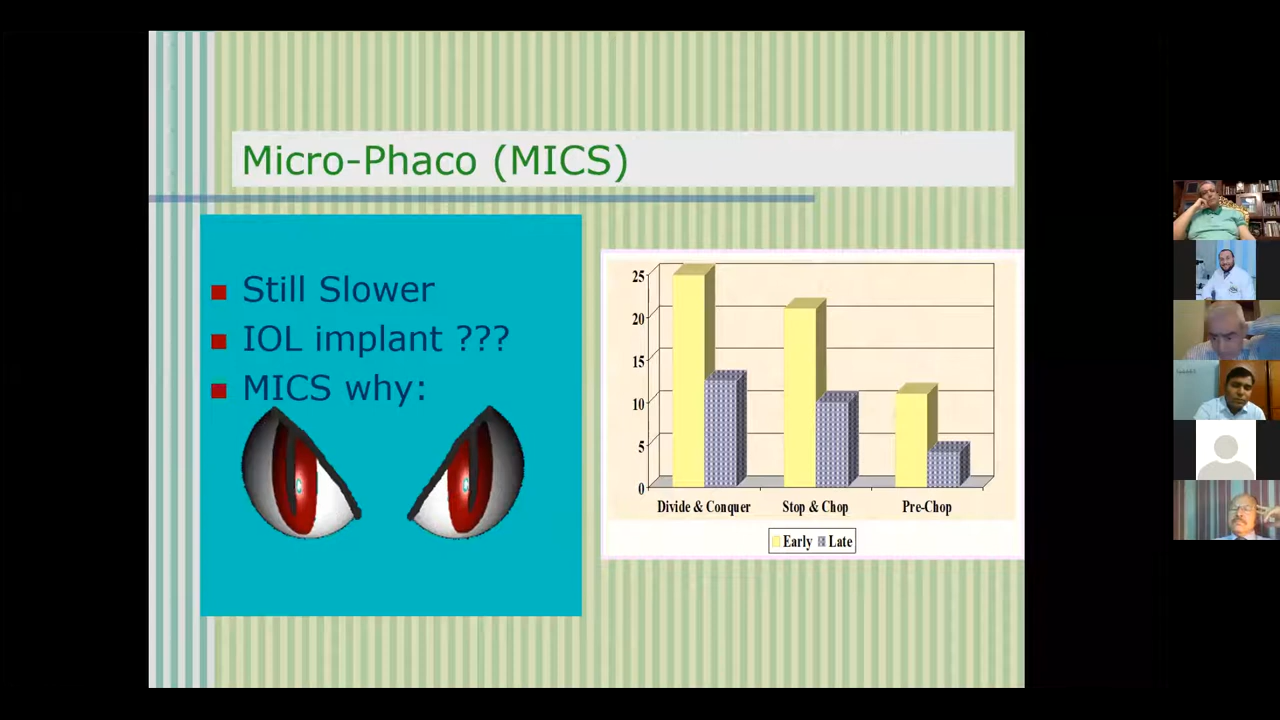 Micro-Phaco (MICS)
Still Slower
IOL implant ???
MICS why:
25
20
15
10
5
0
Divide & Conquer Stop & Chop Pre-Chop
Early Late